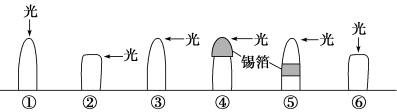 光 光
光 光 光 光
锡箔
① ② ③ ④ ⑤ ⑥